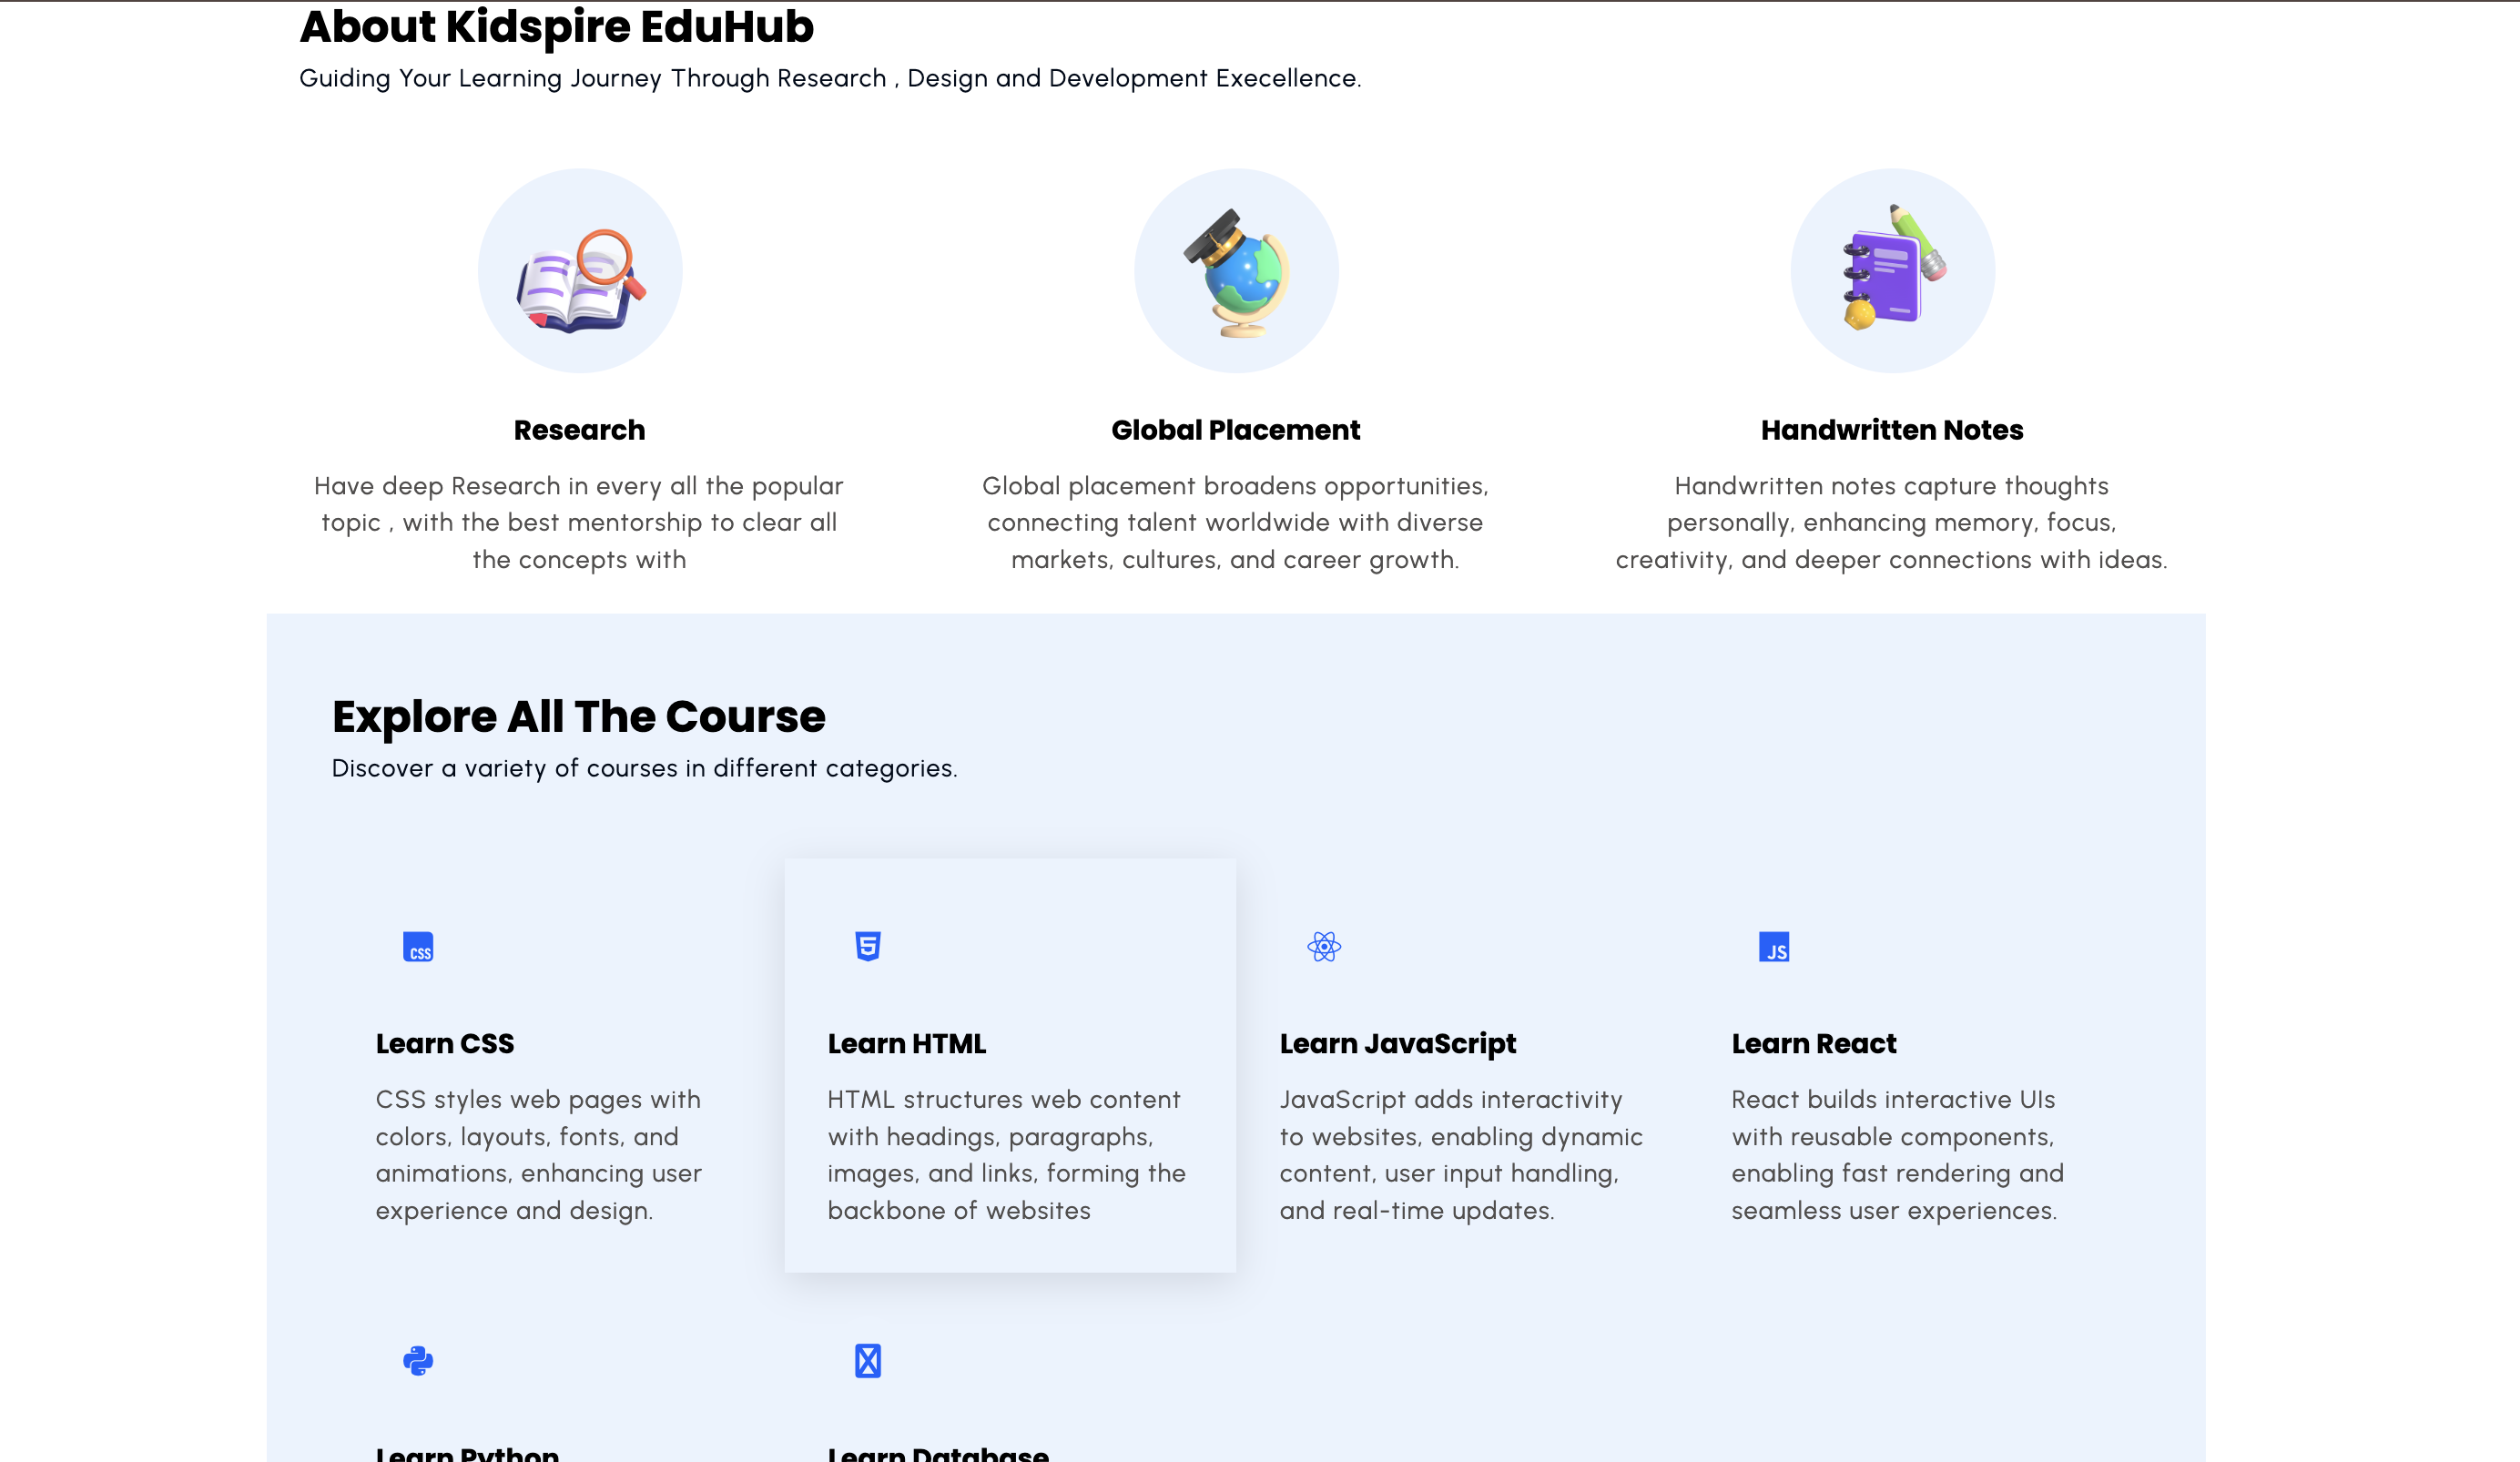 About Kidspire EduHub
Guiding Your Learning Journey Through Research , Design and Development Execellence.
Research
Have deep Research in every all the popular
topic , with the best mentorship to clear all
the concepts with
Global Placement
Global placement broadens opportunities,
connecting talent worldwide with diverse
markets, cultures, and career growth.
Handwritten Notes
Handwritten notes capture thoughts
personally, enhancing memory, focus,
creativity, and deeper connections with ideas.
Explore All The Course
Discover a variety of courses in different categories.
CSS
Learn CSS
CSS styles web pages with
colors, layouts, fonts, and
animations, enhancing user
experience and design.
5
Learn HTML
HTML structures web content
with headings, paragraphs,
images, and links, forming the
backbone of websites
Learn JavaScript
JavaScript adds interactivity
to websites, enabling dynamic
content, user input handling,
and real-time updates.
JS
Learn React
React builds interactive UIs
with reusable components,
enabling fast rendering and
seamless user experiences.
Learn Python
Learn Database